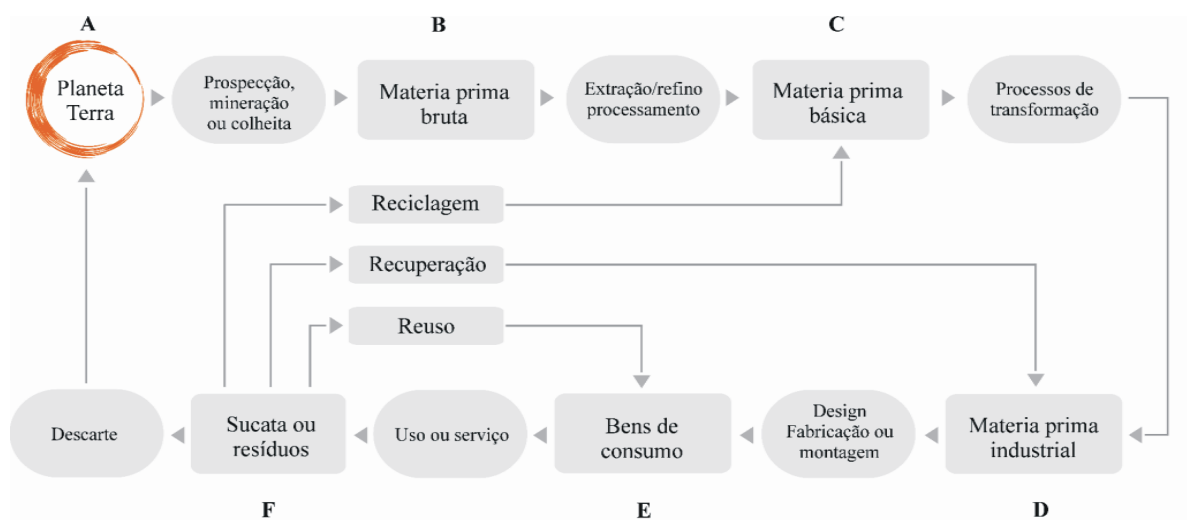 A
B
C
Planeta
Terra
Prospecção,
mineração
ou colheita
Materia prima
bruta
Extração/refino
processamento
Materia prima
básica
Processos de
transformação
Reciclagem
Recuperação
Reuso
Descarte
Sucata ou
resíduos
Uso ou serviço
Bens de
consumo
Design
Fabricação ou
montagem
Materia prima
industrial
F
E
D